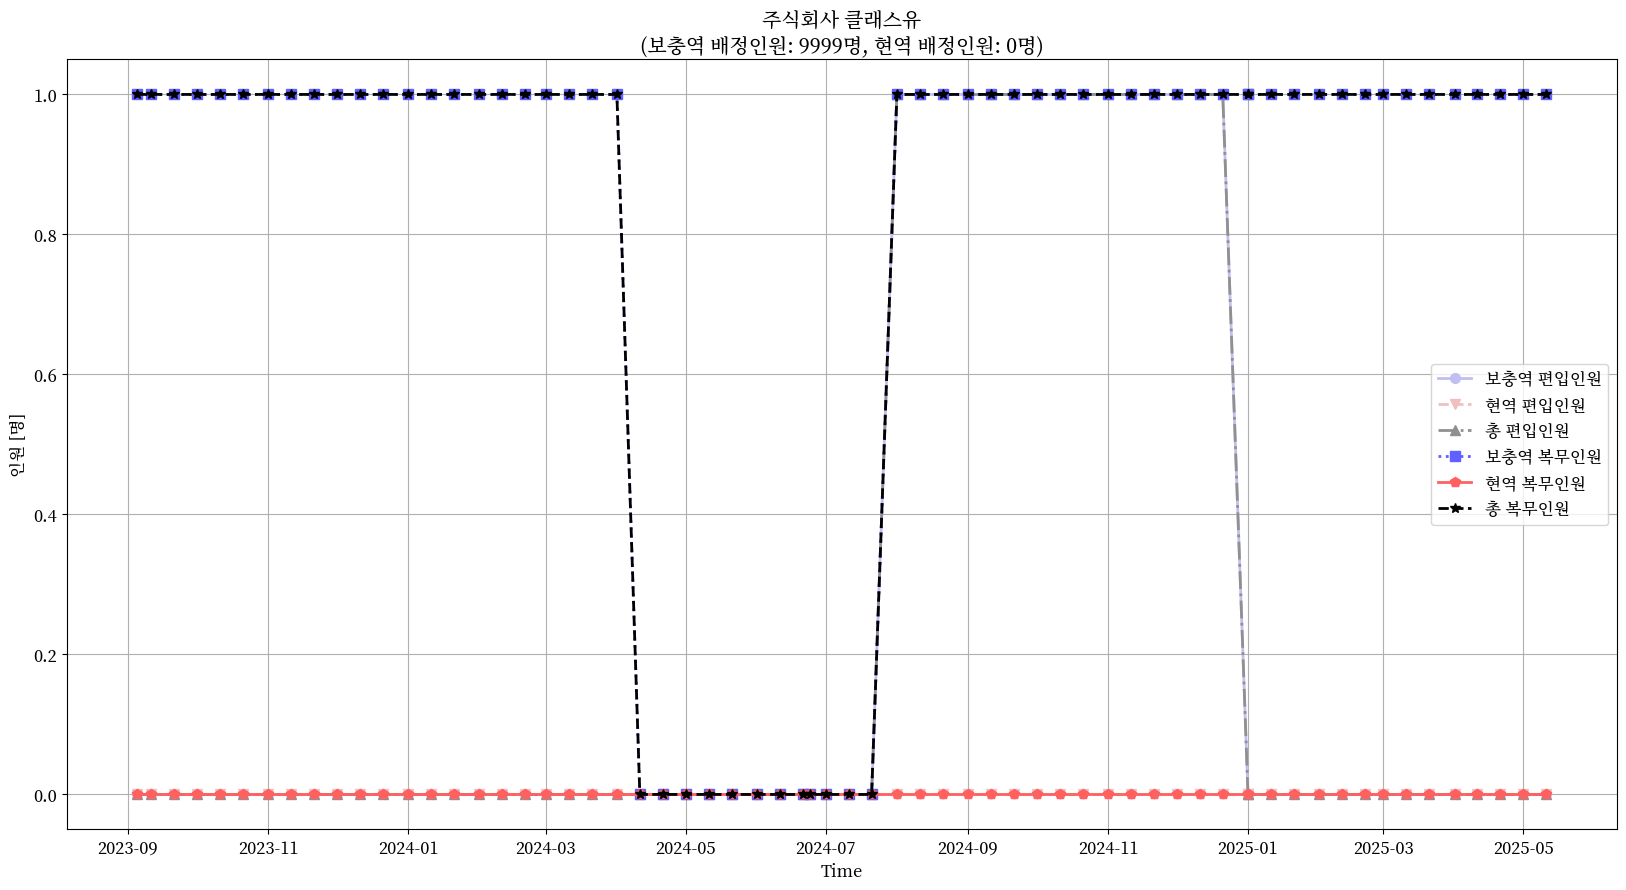 주식회사 클래스유
(보충역 배정인원: 9999명, 현역 배정인원: 0명)
1.0
0.8
0.6
0.4
0.2
0.0
인원 [명]
보충역 편입인원
현역 편입인원
총 편입인원
보충역 복무인원
현역 복무인원
총 복무인원
2023-09 2023-11 2024-01 2024-03 2024-05 2024-07 2024-09 2024-11 2025-01 2025-03 2025-05
Time